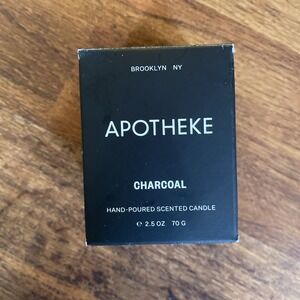 BROOKLYN NY
APOTHEKE
CHARCOAL
HAND-POURED SCENTED CANDLE
℮ 2.5 OZ 70 G